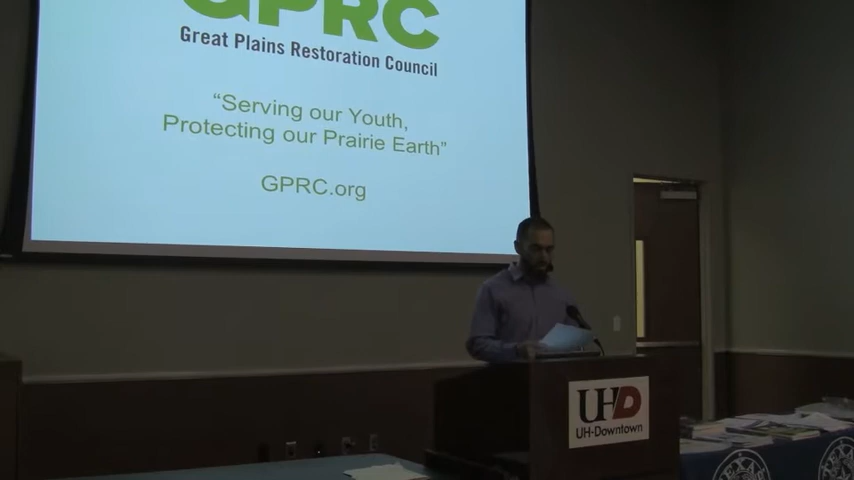 GPRC
Great Plains Restoration Council
“Serving our Youth,
Protecting our Prairie Earth”
GPRC.org
UHD
UH-Downtown